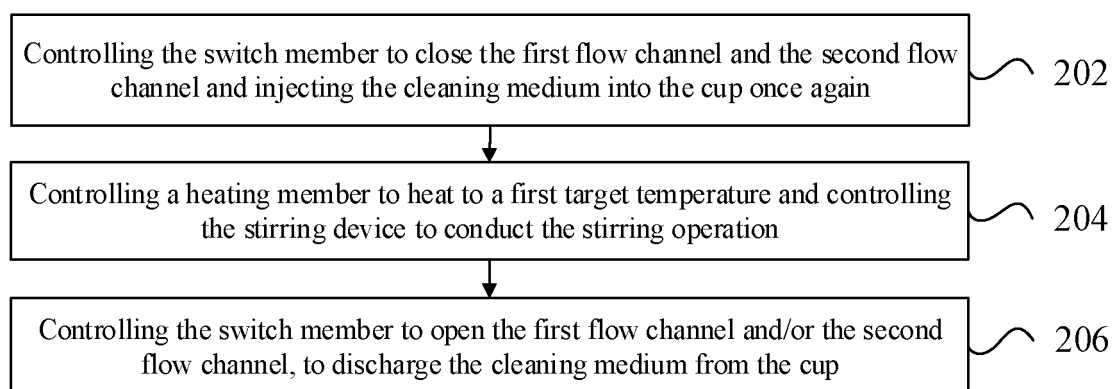 Controlling the switch member to close the first flow channel and the second flow
channel and injecting the cleaning medium into the cup once again
202
Controlling a heating member to heat to a first target temperature and controlling
the stirring device to conduct the stirring operation
204
Controlling the switch member to open the first flow channel and/or the second
flow channel, to discharge the cleaning medium from the cup
206